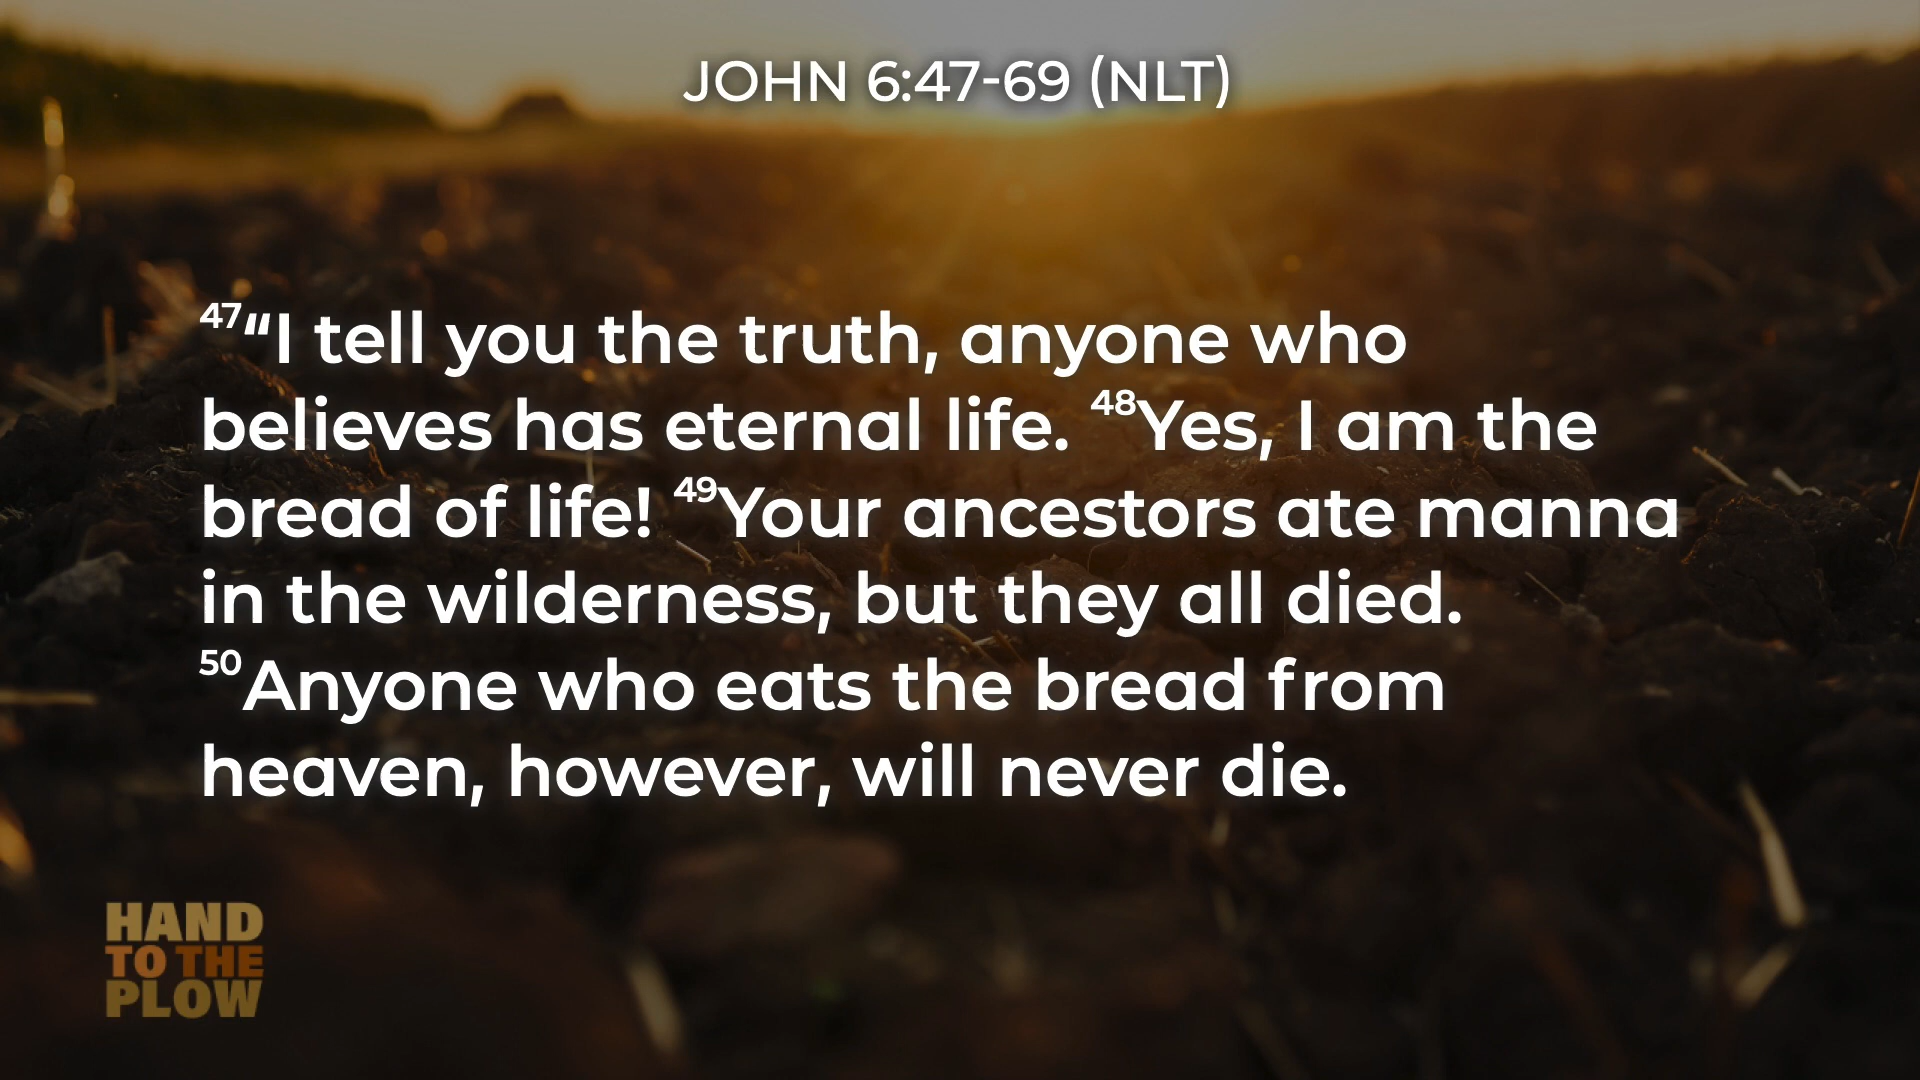 JOHN 6:47-69 (NLT)
47“I tell you the truth, anyone who
believes has eternal life. 48Yes, I am the
bread of life! 49Your ancestors ate manna
in the wilderness, but they all died.
50Anyone who eats the bread from
heaven, however, will never die.
HAND
TO THE
PLOW